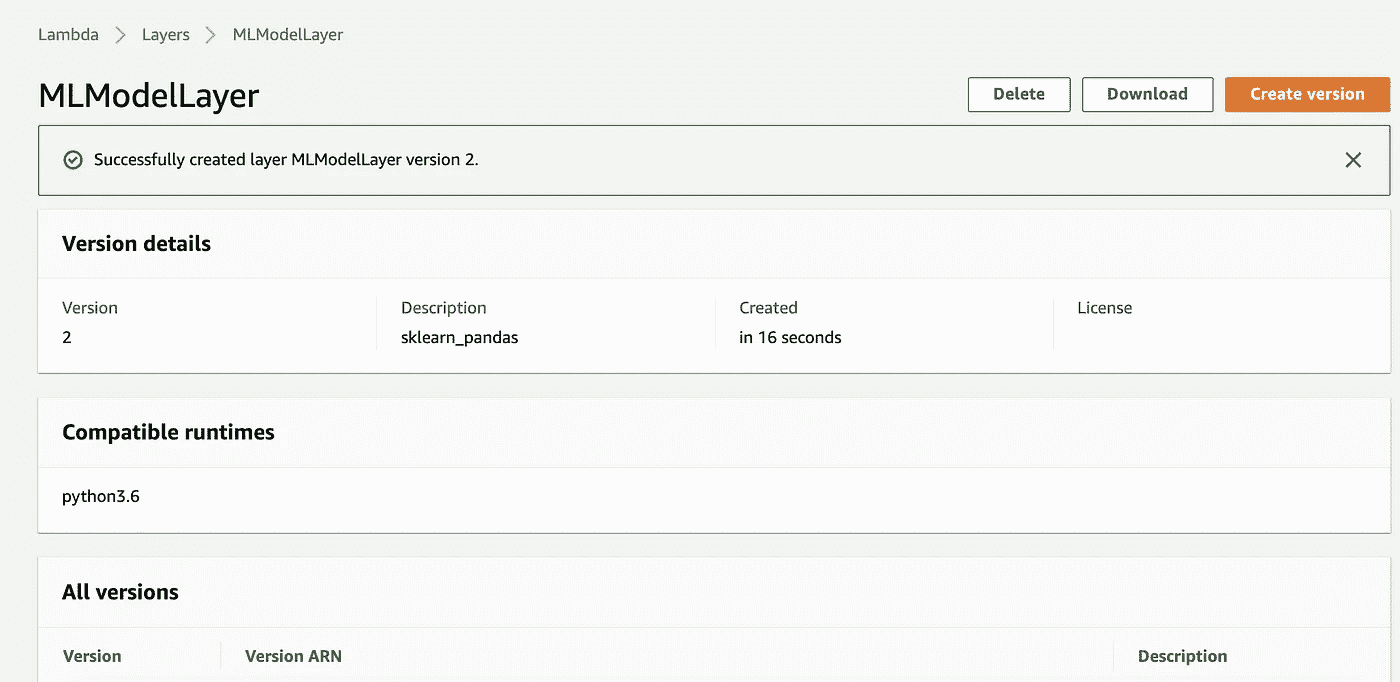 Lambda > Layers > MLModelLayer
MLModelLayer
Delete Download Create version
Successfully created layer MLModelLayer version 2.
Version details
Version Description Created License
2 sklearn_pandas in 16 seconds
Compatible runtimes
python3.6
All versions
Version Version ARN Description